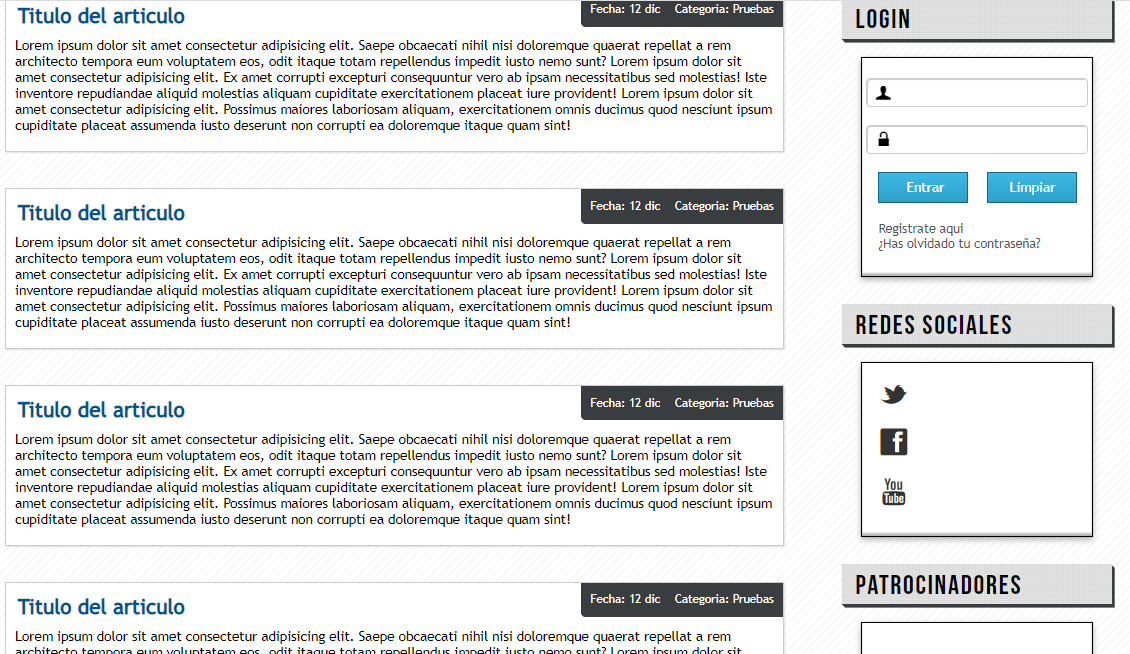 Titulo del articulo
Fecha: 12 dic Categoria: Pruebas
Lorem ipsum dolor sit amet consectetur adipisicing elit. Saepe obcaecati nihil nisi doloremque quaerat repellat a rem
architecto tempora eum voluptatem eos, odit itaque totam repellendus impedit iusto nemo sunt? Lorem ipsum dolor sit
amet consectetur adipisicing elit. Ex amet corrupti excepturi consequuntur vero ab ipsam necessitatibus sed molestias! Iste
inventore repudiandae aliquid molestias aliquam cupiditate exercitationem placeat iure provident! Lorem ipsum dolor sit
amet consectetur adipisicing elit. Possimus maiores laboriosam aliquam, exercitationem omnis ducimus quod nesciunt ipsum
cupiditate placeat assumenda iusto deserunt non corrupti ea doloremque itaque quam sint!
Titulo del articulo
Fecha: 12 dic Categoria: Pruebas
Lorem ipsum dolor sit amet consectetur adipisicing elit. Saepe obcaecati nihil nisi doloremque quaerat repellat a rem
architecto tempora eum voluptatem eos, odit itaque totam repellendus impedit iusto nemo sunt? Lorem ipsum dolor sit
amet consectetur adipisicing elit. Ex amet corrupti excepturi consequuntur vero ab ipsam necessitatibus sed molestias! Iste
inventore repudiandae aliquid molestias aliquam cupiditate exercitationem placeat iure provident! Lorem ipsum dolor sit
amet consectetur adipisicing elit. Possimus maiores laboriosam aliquam, exercitationem omnis ducimus quod nesciunt ipsum
cupiditate placeat assumenda iusto deserunt non corrupti ea doloremque itaque quam sint!
Titulo del articulo
Fecha: 12 dic Categoria: Pruebas
Lorem ipsum dolor sit amet consectetur adipisicing elit. Saepe obcaecati nihil nisi doloremque quaerat repellat a rem
architecto tempora eum voluptatem eos, odit itaque totam repellendus impedit iusto nemo sunt? Lorem ipsum dolor sit
amet consectetur adipisicing elit. Ex amet corrupti excepturi consequuntur vero ab ipsam necessitatibus sed molestias! Iste
inventore repudiandae aliquid molestias aliquam cupiditate exercitationem placeat iure provident! Lorem ipsum dolor sit
amet consectetur adipisicing elit. Possimus maiores laboriosam aliquam, exercitationem omnis ducimus quod nesciunt ipsum
cupiditate placeat assumenda iusto deserunt non corrupti ea doloremque itaque quam sint!
Titulo del articulo
Fecha: 12 dic Categoria: Pruebas
Lorem ipsum dolor sit amet consectetur adipisicing elit. Saepe obcaecati nihil nisi doloremque quaerat repellat a rem
architecto tempora eum voluptatem eos, odit itaque totam repellendus impedit iusto nemo sunt? Lorem ipsum dolor sit
LOGIN
Entrar
Limpiar
Registrate aqui
¿Has olvidado tu contraseña?
REDES SOCIALES
You
Tube
PATROCINADORES